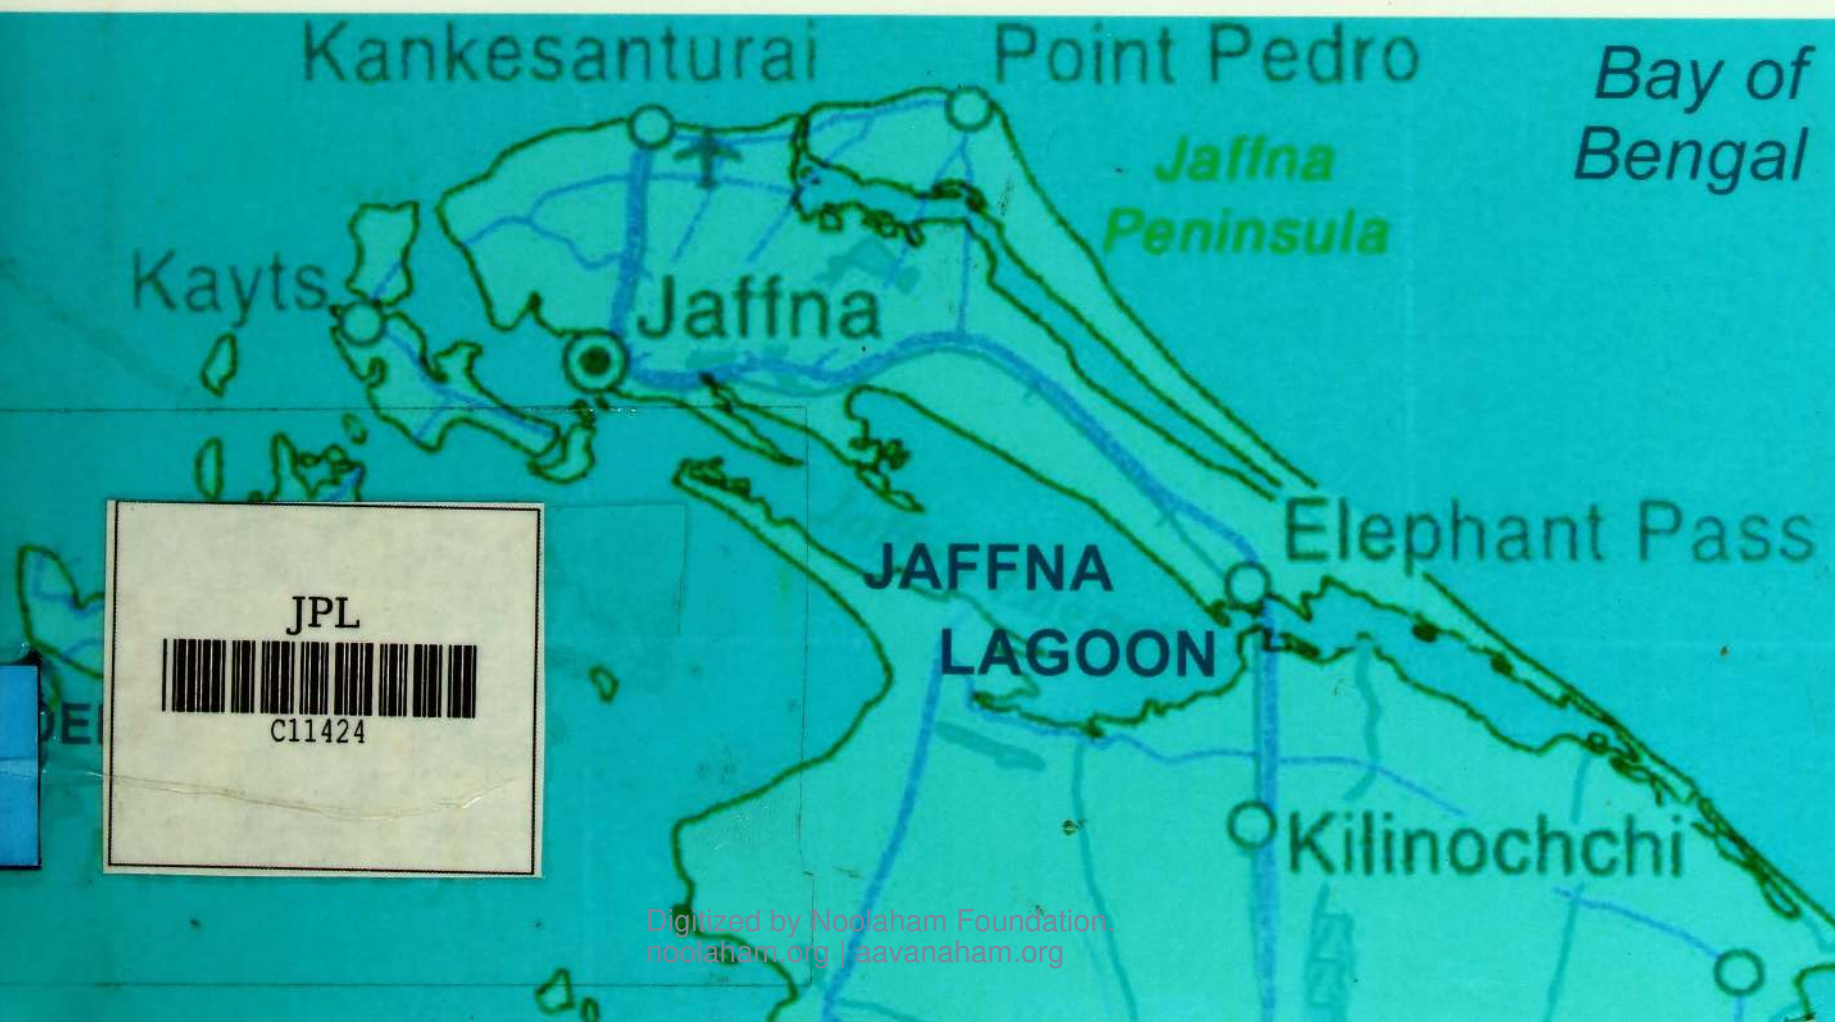 Kankesanturai
Point Pedro
Bay of
Bengal
Jaffna
Peninsula
Kayts
Jaffna
Elephant Pass
JAFFNA
LAGOON
JPL
C11424
Kilinochchi
Digitized by Noolaham Foundation.
noolaham.org | aavanaham.org